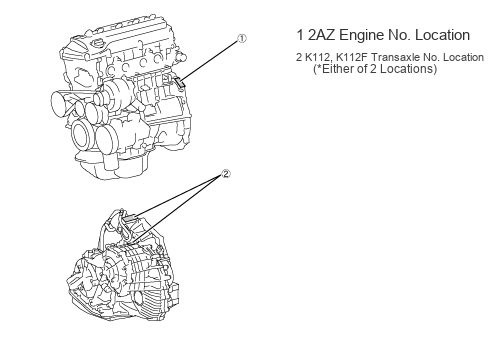 ①
1 2AZ Engine No. Location
2 K112, K112F Transaxle No. Location
(*Either of 2 Locations)
②